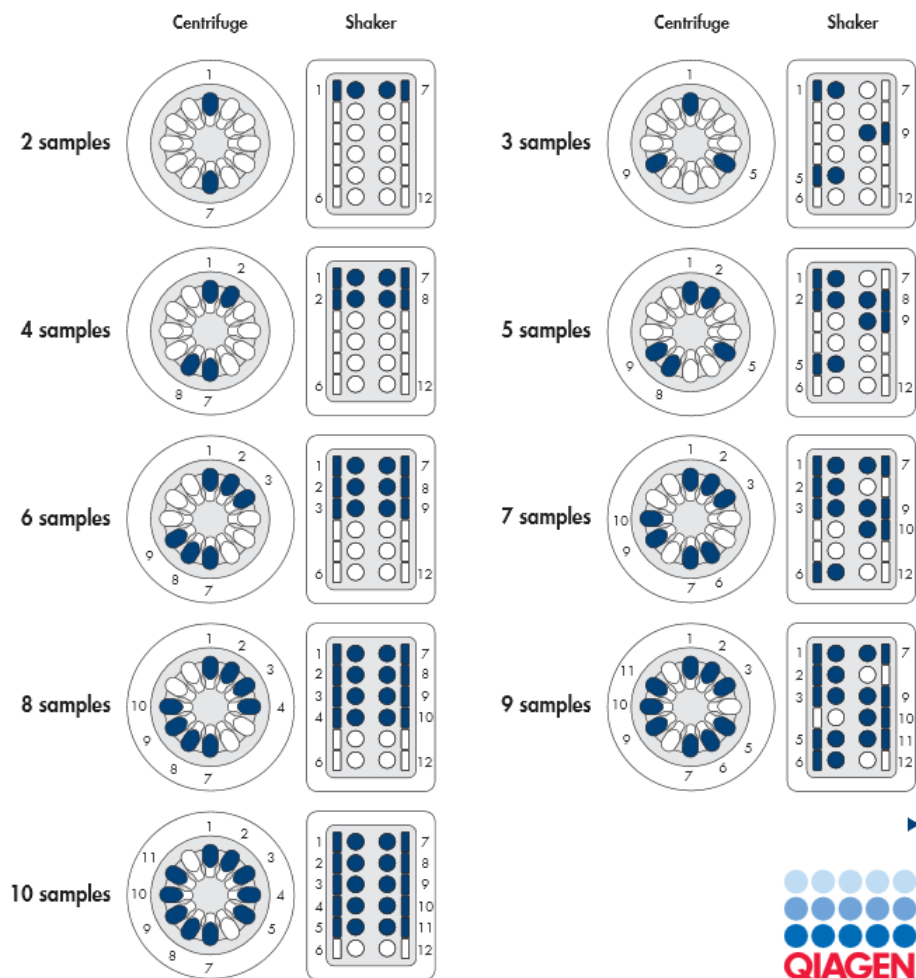 Centrifuge Shaker Centrifuge Shaker
2 samples 1 7 1 7 6 12
3 samples 1 5 9 1 7 9 5 6 12
4 samples 1 2 7 8 1 7 2 8 6 12
5 samples 1 2 5 8 9 1 7 2 8 9 5 6 12
6 samples 1 2 3 7 8 9 1 7 2 8 3 9 6 12
7 samples 1 2 3 6 7 9 10 1 7 2 3 9 10 6 12
8 samples 1 2 3 4 7 8 9 10 1 7 2 8 3 9 4 10 6 12
9 samples 1 2 3 5 6 7 9 10 11 1 7 2 3 9 10 5 11 6 12
10 samples 1 2 3 4 5 7 8 9 10 11 1 7 2 8 3 9 4 10 5 11 6 12
QIAGEN